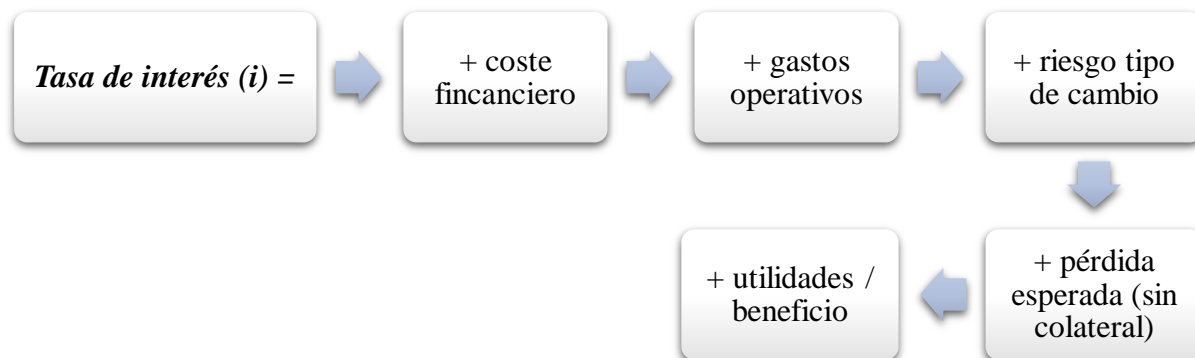 Tasa de interés (i) =
+ coste
fincanciero
+ gastos
operativos
+ riesgo tipo
de cambio
+ pérdida
esperada (sin
colateral)
+ utilidades /
beneficio